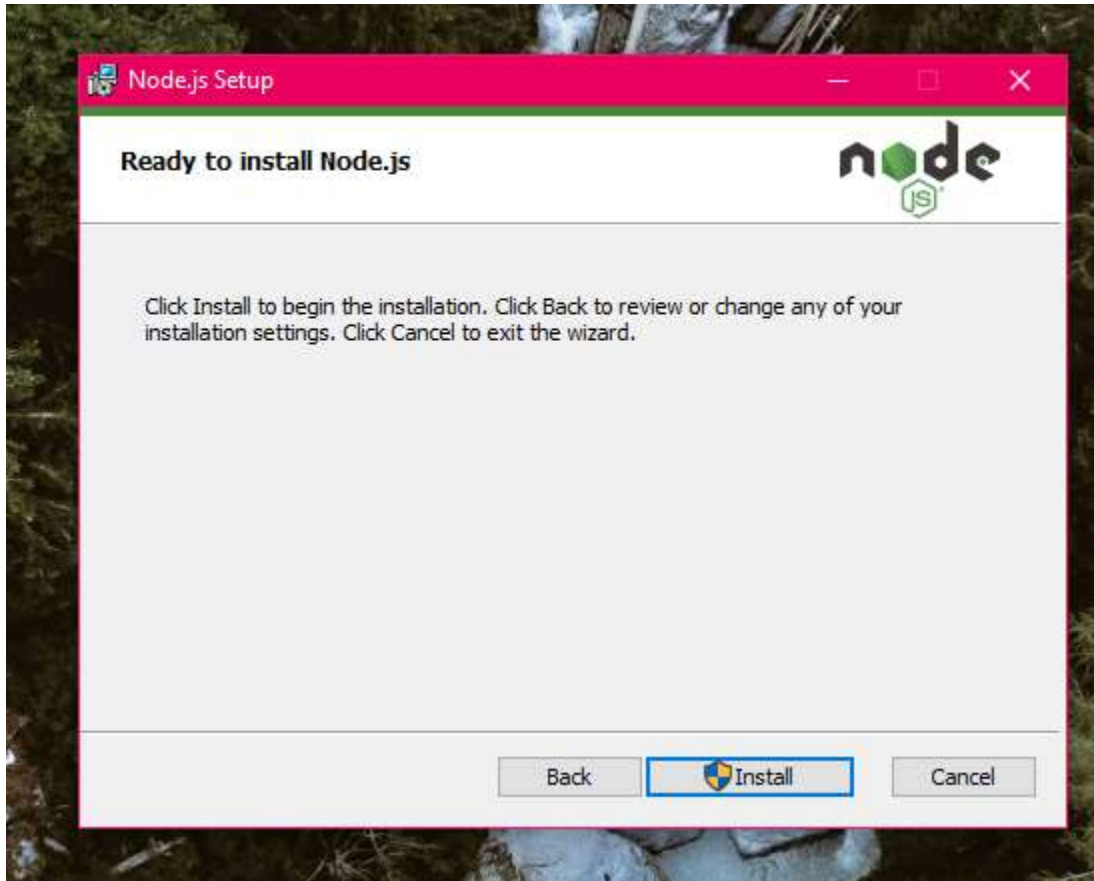 Node.js Setup
Ready to install Node.js
node
JS
Click Install to begin the installation. Click Back to review or change any of your
installation settings. Click Cancel to exit the wizard.
Back
Install
Cancel